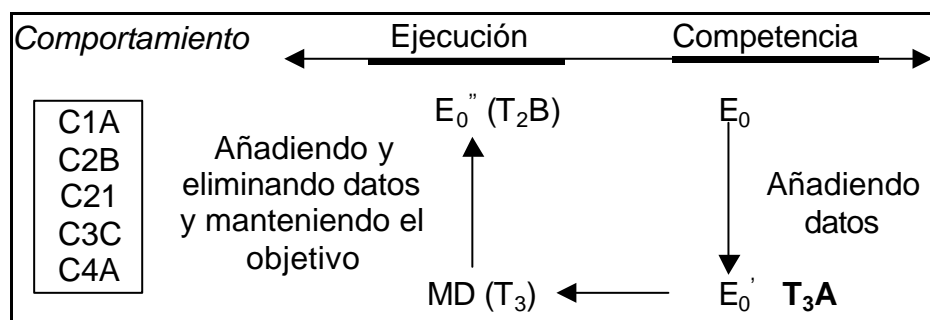 Comportamiento Ejecución Competencia
C1A
C2B
C21
C3C
C4A
Añadiendo y
eliminando datos
y manteniendo el
objetivo
E₀” (T₂B)
MD (T₃)
E₀
Añadiendo
datos
E₀’ T₃A